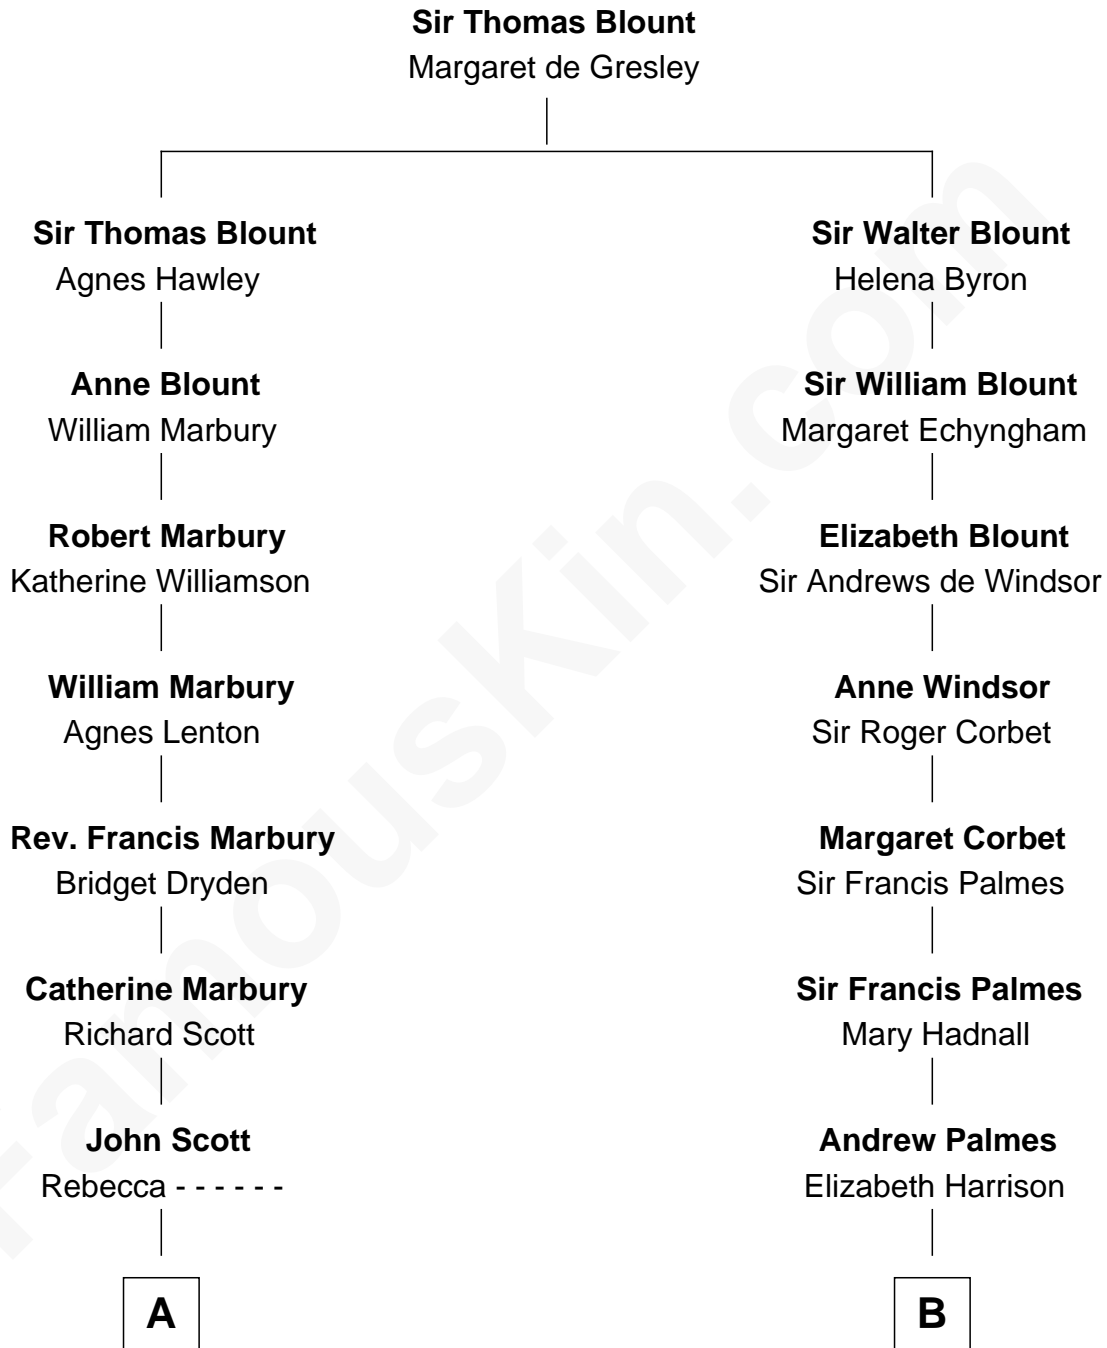 Sir Thomas Blount
Margaret de Gresley
Sir Thomas Blount
Agnes Hawley
Sir Walter Blount
Helena Byron
Anne Blount
William Marbury
Sir William Blount
Margaret Echyngham
Robert Marbury
Katherine Williamson
Elizabeth Blount
Sir Andrews de Windsor
William Marbury
Agnes Lenton
Anne Windsor
Sir Roger Corbet
Rev. Francis Marbury
Bridget Dryden
Margaret Corbet
Sir Francis Palmes
Catherine Marbury
Richard Scott
Sir Francis Palmes
Mary Hadnall
John Scott
Rebecca - - - - - -
Andrew Palmes
Elizabeth Harrison
A
B
FamousKin.com